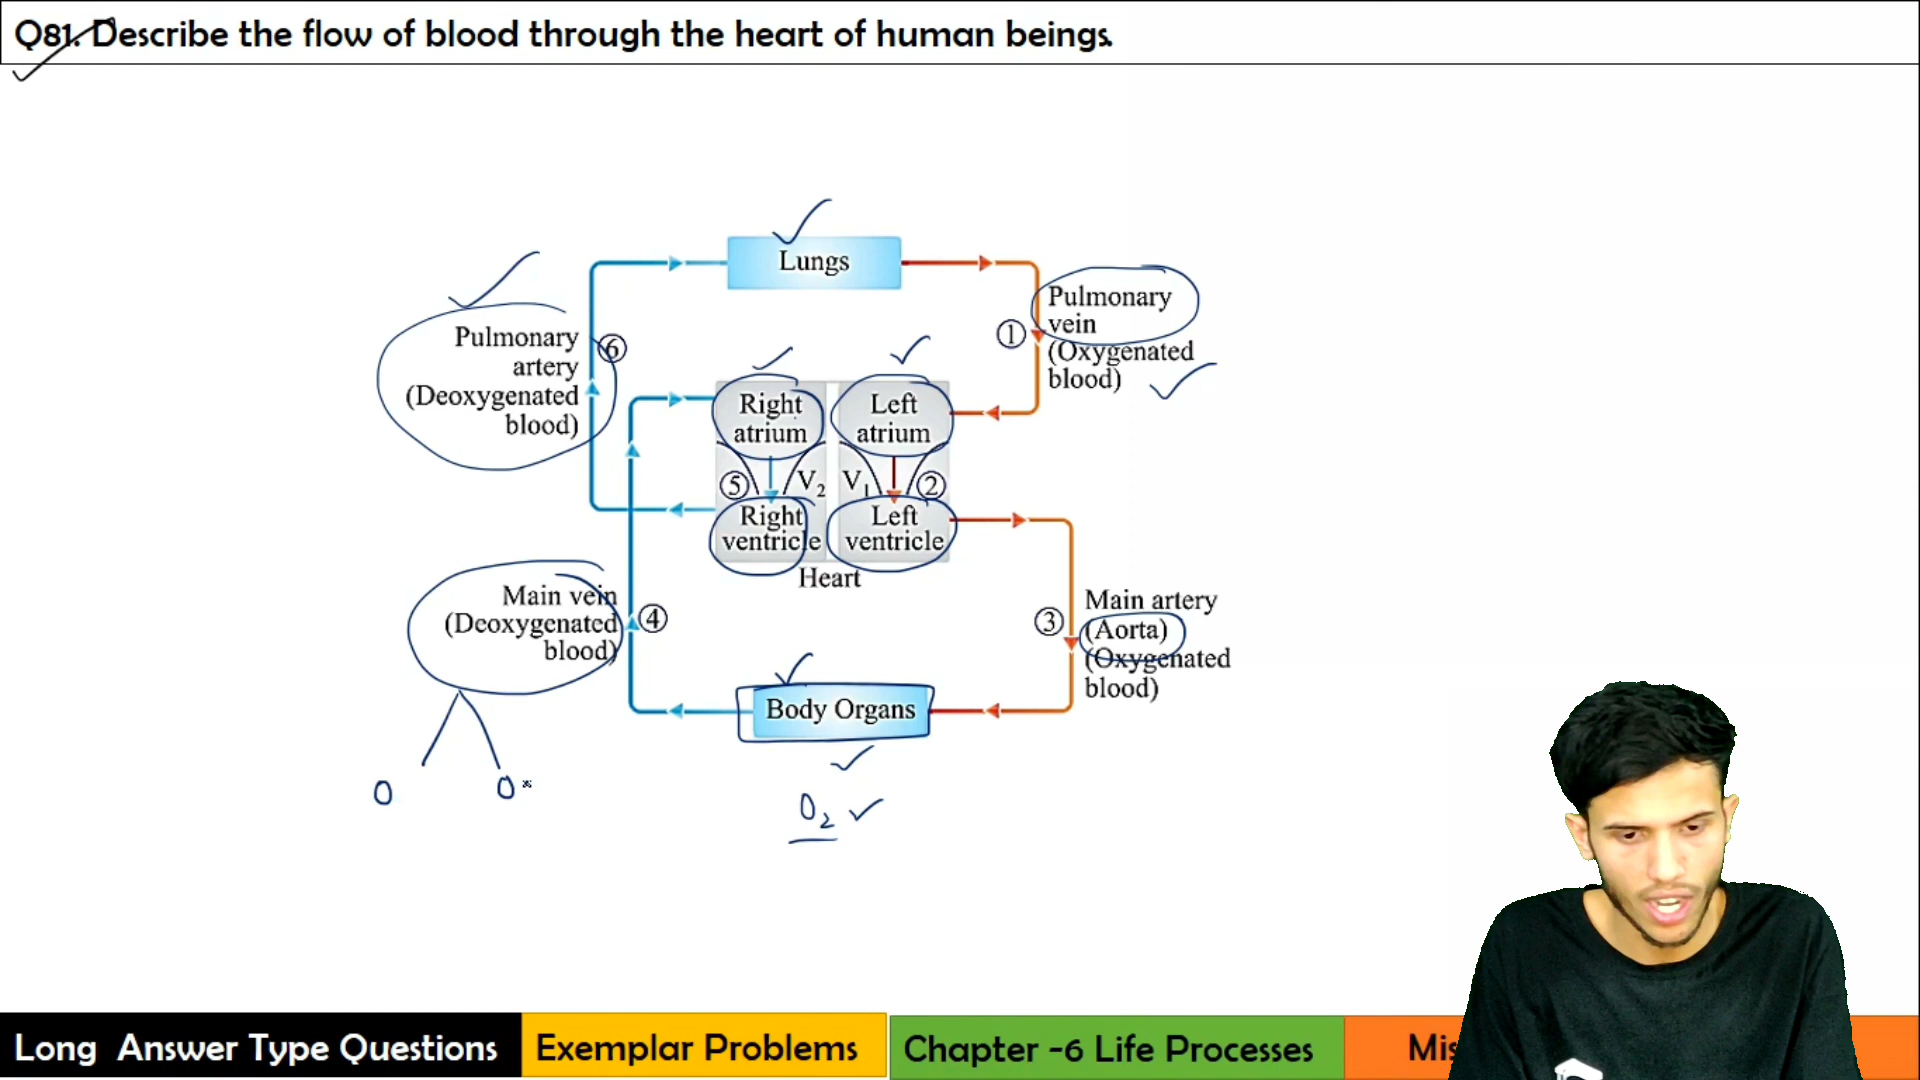 Q81. Describe the flow of blood through the heart of human beings.
Lungs
Pulmonary
vein
(Oxygenated
blood)
①
Pulmonary
artery
(Deoxygenated
blood)
⑥
Right
atrium
Left
atrium
⑤
V2
V1
②
Right
ventricle
Left
ventricle
Heart
Main vein
(Deoxygenated
blood)
④
③
Main artery
(Aorta)
(Oxygenated
blood)
Body Organs
O2
Long Answer Type Questions
Exemplar Problems
Chapter -6 Life Processes